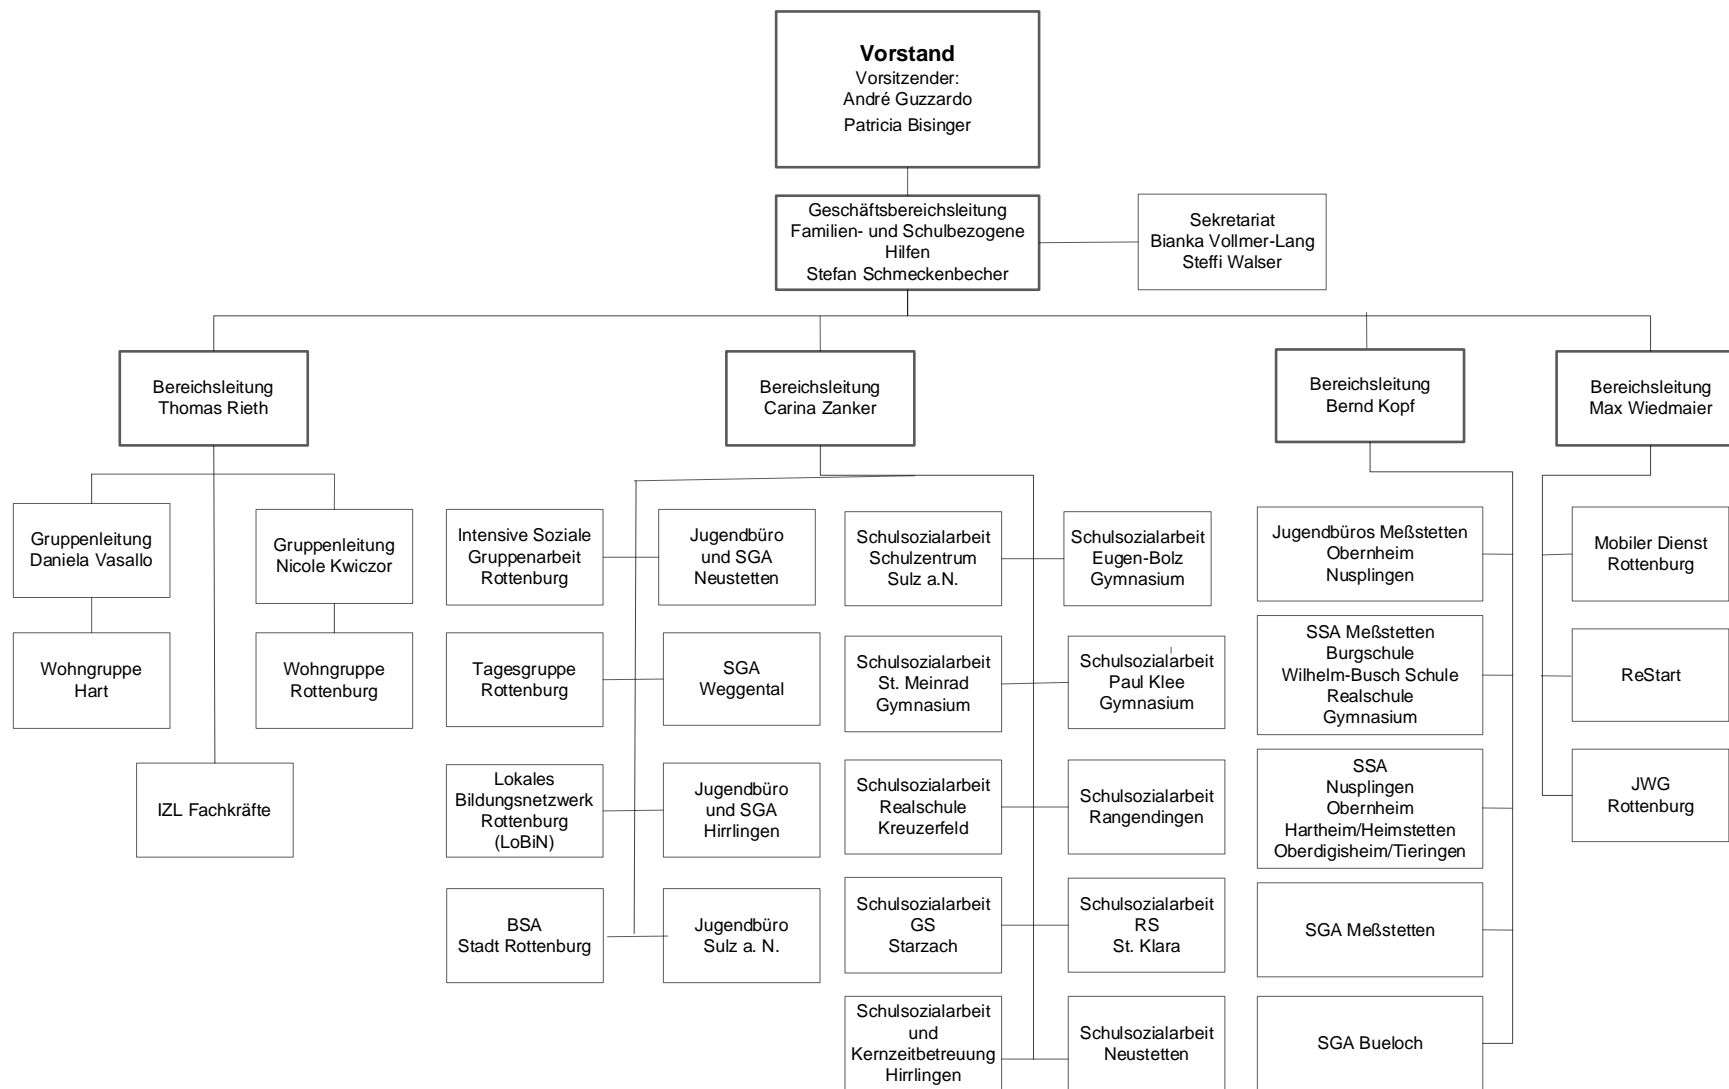 Vorstand
Vorsitzender:
André Guzzardo
Patricia Bisinger
Geschäftsbereichsleitung
Familien- und Schulbezogene
Hilfen
Stefan Schmeckenbecher
Sekretariat
Bianka Vollmer-Lang
Steffi Walser
Bereichsleitung
Thomas Rieth
Bereichsleitung
Carina Zanker
Bereichsleitung
Bernd Kopf
Bereichsleitung
Max Wiedmaier
Gruppenleitung
Daniela Vasallo
Gruppenleitung
Nicole Kwiczor
Wohngruppe
Hart
Wohngruppe
Rottenburg
IZL Fachkräfte
Intensive Soziale
Gruppenarbeit
Rottenburg
Jugendbüro
und SGA
Neustetten
Tagesgruppe
Rottenburg
SGA
Weggental
Lokales
Bildungsnetzwerk
Rottenburg
(LoBiN)
Jugendbüro
und SGA
Hirrlingen
BSA
Stadt Rottenburg
Jugendbüro
Sulz a. N.
Schulsozialarbeit
Schulzentrum
Sulz a.N.
Schulsozialarbeit
Eugen-Bolz
Gymnasium
Schulsozialarbeit
St. Meinrad
Gymnasium
Schulsozialarbeit
Paul Klee
Gymnasium
Schulsozialarbeit
Realschule
Kreuzerfeld
Schulsozialarbeit
Rangendingen
Schulsozialarbeit
GS
Starzach
Schulsozialarbeit
RS
St. Klara
Schulsozialarbeit
und
Kernzeitbetreuung
Hirrlingen
Schulsozialarbeit
Neustetten
Jugendbüros Meßstetten
Obernheim
Nusplingen
SSA Meßstetten
Burgschule
Wilhelm-Busch Schule
Realschule
Gymnasium
SSA
Nusplingen
Obernheim
Hartheim/Heimstetten
Oberdigisheim/Tieringen
SGA Meßstetten
SGA Bueloch
Mobiler Dienst
Rottenburg
ReStart
JWG
Rottenburg